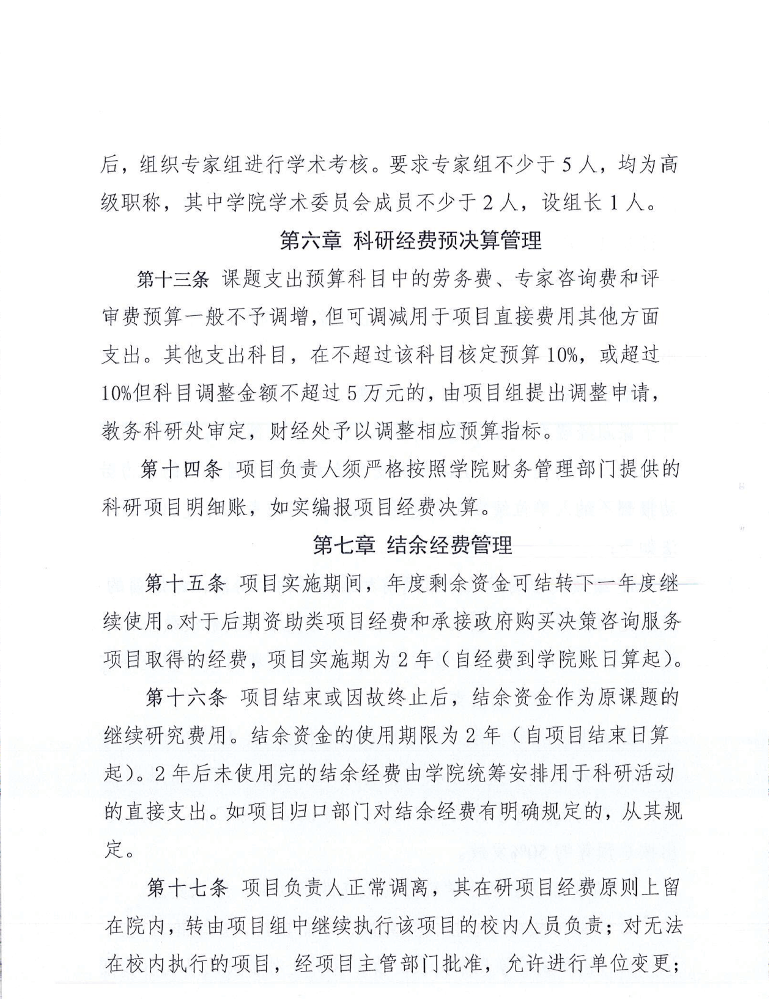 后，组织专家组进行学术考核。要求专家组不少于 5 人，均为高
级职称，其中学院学术委员会成员不少于 2 人，设组长 1 人。
第六章 科研经费预决算管理
第十三条 课题支出预算科目中的劳务费、专家咨询费和评
审费预算一般不予调增，但可调减用于项目直接费用其他方面
支出。其他支出科目，在不超过该科目核定预算 10%，或超过
10%但科目调整金额不超过 5 万元的，由项目组提出调整申请，
教务科研处审定，财经处予以调整相应预算指标。
第十四条 项目负责人须严格按照学院财务管理部门提供的
科研项目明细账，如实编报项目经费决算。
第七章 结余经费管理
第十五条 项目实施期间，年度剩余资金可结转下一年度继
续使用。对于后期资助类项目经费和承接政府购买决策咨询服务
项目取得的经费，项目实施期为 2 年（自经费到学院账日算起）。
第十六条 项目结束或因故终止后，结余资金作为原课题的
继续研究费用。结余资金的使用期限为 2 年（自项目结束日算
起）。2 年后未使用完的结余经费由学院统筹安排用于科研活动
的直接支出。如项目归口部门对结余经费有明确规定的，从其规
定。
第十七条 项目负责人正常调离，其在研项目经费原则上留
在院内，转由项目组中继续执行该项目的校内人员负责；对无法
在校内执行的项目，经项目主管部门批准，允许进行单位变更；